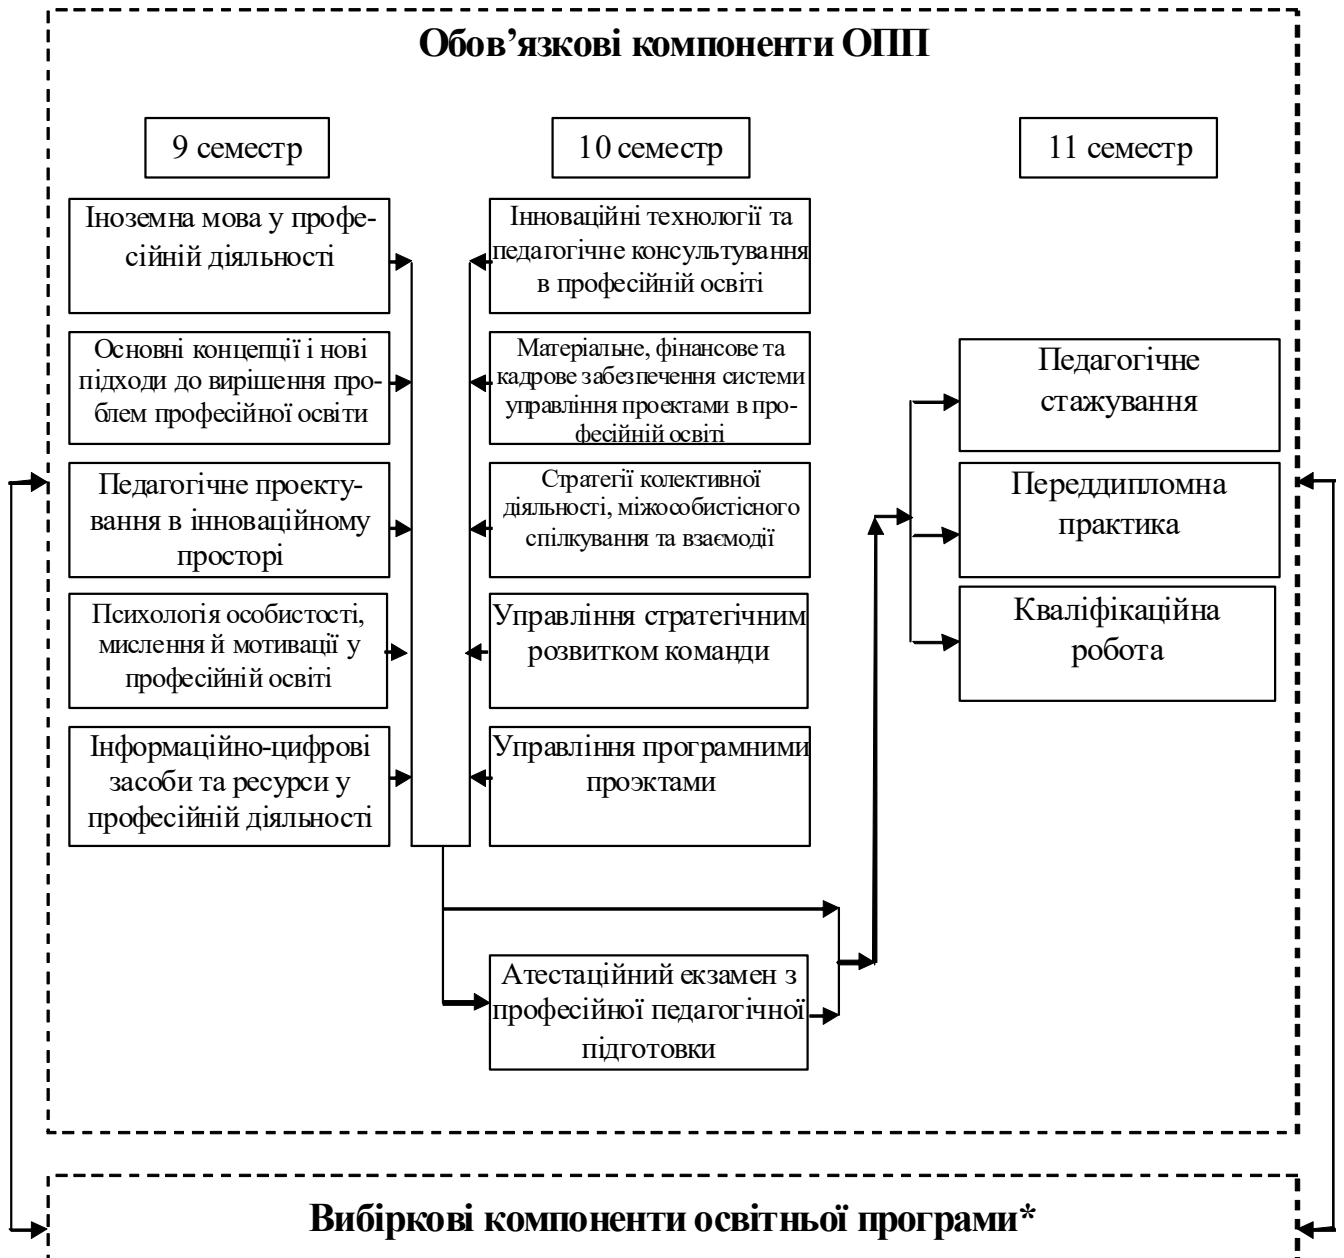 Обов’язкові компоненти ОПП
9 семестр
10 семестр
11 семестр
Іноземна мова у профе-
сійній діяльності
Основні концепції і нові
підходи до вирішення про-
блем професійної освіти
Педагогічне проекту-
вання в інноваційному
просторі
Психологія особистості,
мислення й мотивації у
професійній освіті
Інформаційно-цифрові
засоби та ресурси у
професійній діяльності
Інноваційні технології та
педагогічне консультування
в професійній освіті
Матеріальне, фінансове та
кадрове забезпечення системи
управління проектами в про-
фесійній освіті
Стратегії колективної
діяльності, міжособистісного
спілкування та взаємодії
Управління стратегічним
розвитком команди
Управління програмними
проэктами
Атестаційний екзамен з
професійної педагогічної
підготовки
Педагогічне
стажування
Переддипломна
практика
Кваліфікаційна
робота
Вибіркові компоненти освітньої програми*